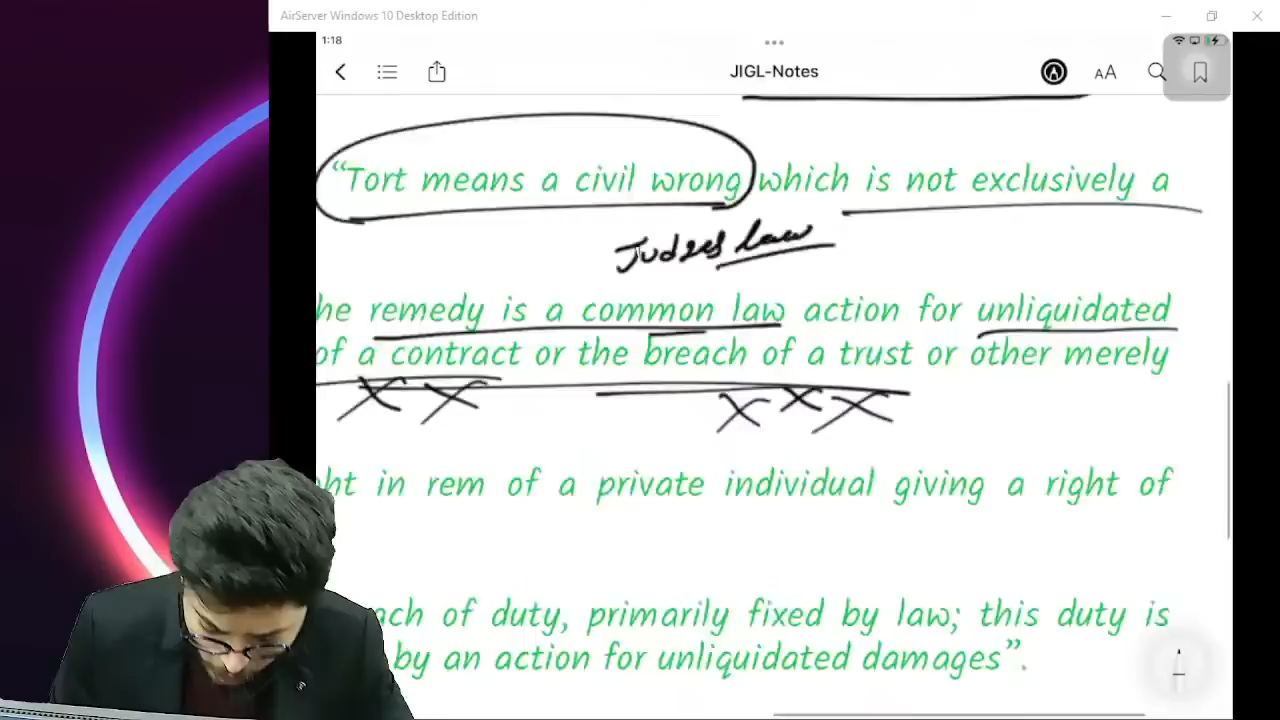 AirServer Windows 10 Desktop Edition
1:18
JIGL-Notes
AA
“Tort means a civil wrong which is not exclusively a
Judges law
he remedy is a common law action for unliquidated
of a contract or the breach of a trust or other merely
ht in rem of a private individual giving a right of
ach of duty, primarily fixed by law; this duty is
by an action for unliquidated damages”.